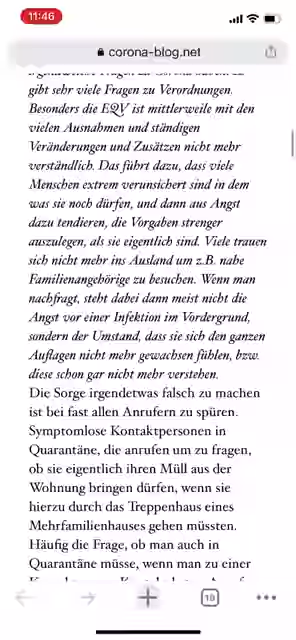 11:46
corona-blog.net
gibt sehr viele Fragen zu Verordnungen.
Besonders die EQV ist mittlerweile mit den
vielen Ausnahmen und ständigen
Veränderungen und Zusätzen nicht mehr
verständlich. Das führt dazu, dass viele
Menschen extrem verunsichert sind in dem
was sie noch dürfen, und dann aus Angst
dazu tendieren, die Vorgaben strenger
auszulegen, als sie eigentlich sind. Viele trauen
sich nicht mehr ins Ausland um z.B. nahe
Familienangehörige zu besuchen. Wenn man
nachfragt, steht dabei dann meist nicht die
Angst vor einer Infektion im Vordergrund,
sondern der Umstand, dass sie sich den ganzen
Auflagen nicht mehr gewachsen fühlen, bzw.
diese schon gar nicht mehr verstehen.
Die Sorge irgendetwas falsch zu machen
ist bei fast allen Anrufern zu spüren.
Symptomlose Kontaktpersonen in
Quarantäne, die anrufen um zu fragen,
ob sie eigentlich ihren Müll aus der
Wohnung bringen dürfen, wenn sie
hierzu durch das Treppenhaus eines
Mehrfamilienhauses gehen müssten.
Häufig die Frage, ob man auch in
Quarantäne müsse, wenn man zu einer
19